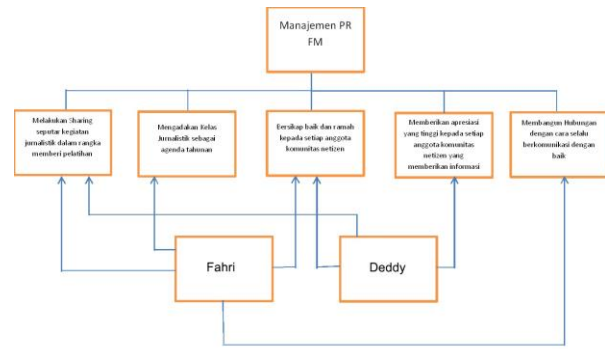 Manajemen PR
FM
Melakukan Sharing
seputar kegiatan
jurnalistik dalam rangka
memberi pelatihan
Mengadakan Kelas
Jurnalistik sebagai
agenda tahunan
Bersikap baik dan ramah
kepada setiap anggota
komunitas netizen
Memberikan apresiasi
yang tinggi kepada setiap
anggota komunitas
netizen yang
memberikan informasi
Membangun Hubungan
dengan cara selalu
berkomunikasi dengan
baik
Fahri
Deddy